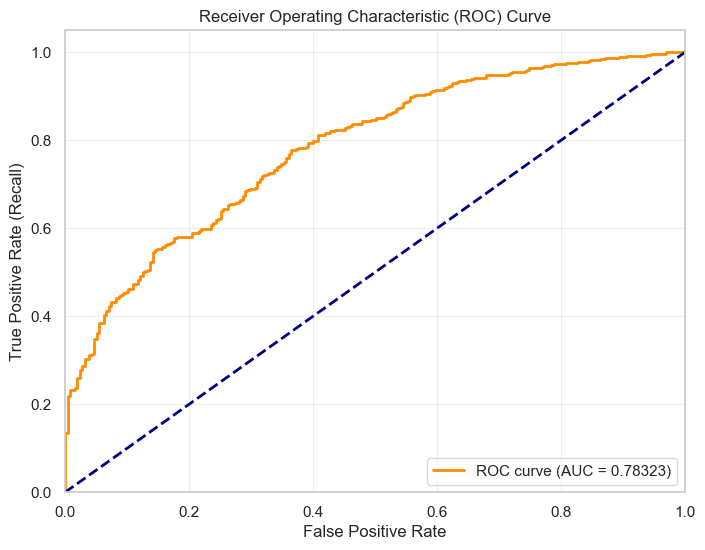 Receiver Operating Characteristic (ROC) Curve
1.0
0.8
0.6
0.4
0.2
0.0
True Positive Rate (Recall)
ROC curve (AUC = 0.78323)
0.0 0.2 0.4 0.6 0.8 1.0
False Positive Rate